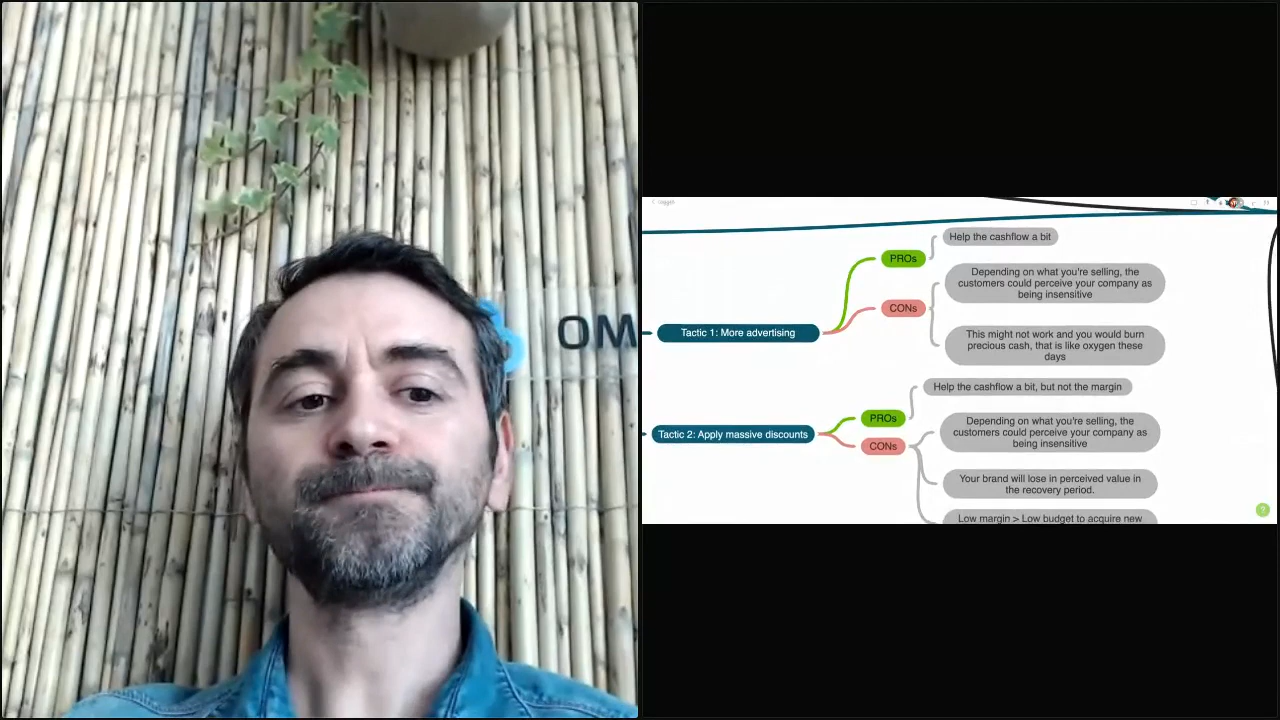 OM
Help the cashflow a bit
PROs
Depending on what you're selling, the
customers could perceive your company as
being insensitive
CONs
Tactic 1: More advertising
This might not work and you would burn
precious cash, that is like oxygen these
days
Help the cashflow a bit, but not the margin
PROs
Depending on what you're selling, the
customers could perceive your company as
being insensitive
Tactic 2: Apply massive discounts
CONs
Your brand will lose in perceived value in
the recovery period.
Low margin > Low budget to acquire new
?